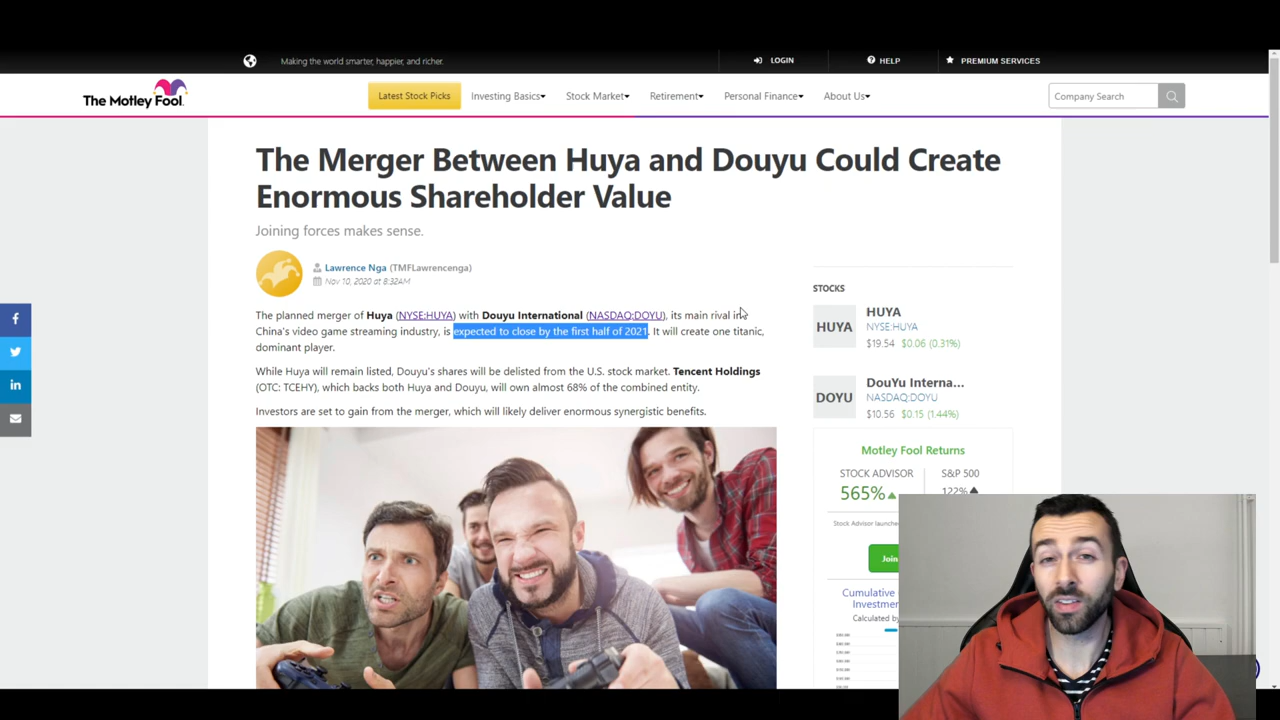 Making the world smarter, happier, and richer.
LOGIN
HELP
PREMIUM SERVICES
The Motley Fool.
Latest Stock Picks
Investing Basics
Stock Market
Retirement
Personal Finance
About Us
Company Search
The Merger Between Huya and Douyu Could Create
Enormous Shareholder Value
Joining forces makes sense.
Lawrence Nga (TMFLawrencenga)
Nov 10, 2020 at 8:32AM
The planned merger of Huya (NYSE:HUYA) with Douyu International (NASDAQ:DOYU), its main rival in
China's video game streaming industry, is expected to close by the first half of 2021. It will create one titanic,
dominant player.
While Huya will remain listed, Douyu's shares will be delisted from the U.S. stock market. Tencent Holdings
(OTC: TCEHY), which backs both Huya and Douyu, will own almost 68% of the combined entity.
Investors are set to gain from the merger, which will likely deliver enormous synergistic benefits.
STOCKS
HUYA
HUYA
NYSE:HUYA
$19.54 $0.06 (0.31%)
DOYU
DouYu Interna...
NASDAQ:DOYU
$10.56 $0.15 (1.44%)
Motley Fool Returns
STOCK ADVISOR
S&P 500
565%
122%
Stock Advisor launche
Join
Cumulative
Investme
Calculated by